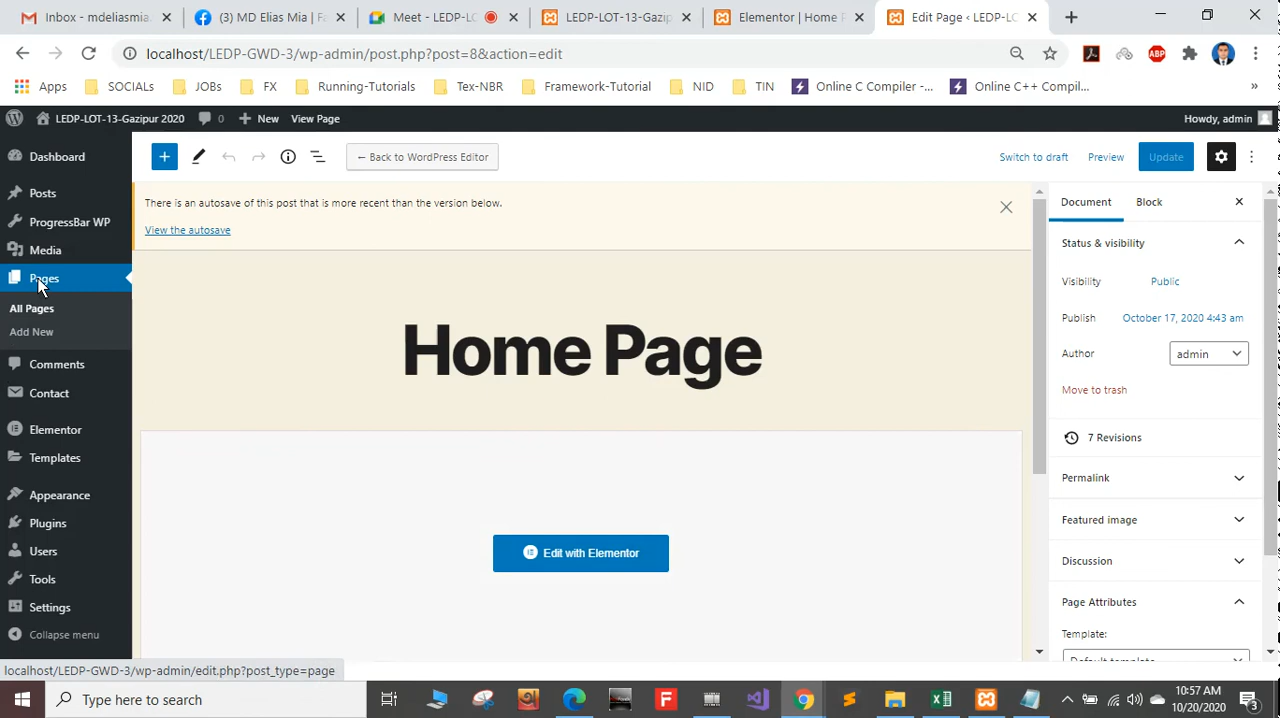 Inbox - mdeliasmia.
(3) MD Elias Mia | Fa
Meet - LEDP-LO
LEDP-LOT-13-Gazip
Elementor | Home P
Edit Page ‹ LEDP-LO
localhost/LEDP-GWD-3/wp-admin/post.php?post=8&action=edit
ABP
Apps
SOCIALs
JOBs
FX
Running-Tutorials
Tex-NBR
Framework-Tutorial
NID
TIN
Online C Compiler -...
Online C++ Compil...
»
LEDP-LOT-13-Gazipur 2020
0
New
View Page
Howdy, admin
Dashboard
Posts
ProgressBar WP
Media
Pages
All Pages
Add New
Comments
Contact
Elementor
Templates
Appearance
Plugins
Users
Tools
Settings
Collapse menu
← Back to WordPress Editor
Switch to draft
Preview
Update
There is an autosave of this post that is more recent than the version below.
View the autosave
Home Page
Edit with Elementor
Document
Block
Status & visibility
Visibility
Public
Publish
October 17, 2020 4:43 am
Author
admin
Move to trash
7 Revisions
Permalink
Featured image
Discussion
Page Attributes
Template:
Default template
localhost/LEDP-GWD-3/wp-admin/edit.php?post_type=page
Type here to search
F
10:57 AM
10/20/2020
3